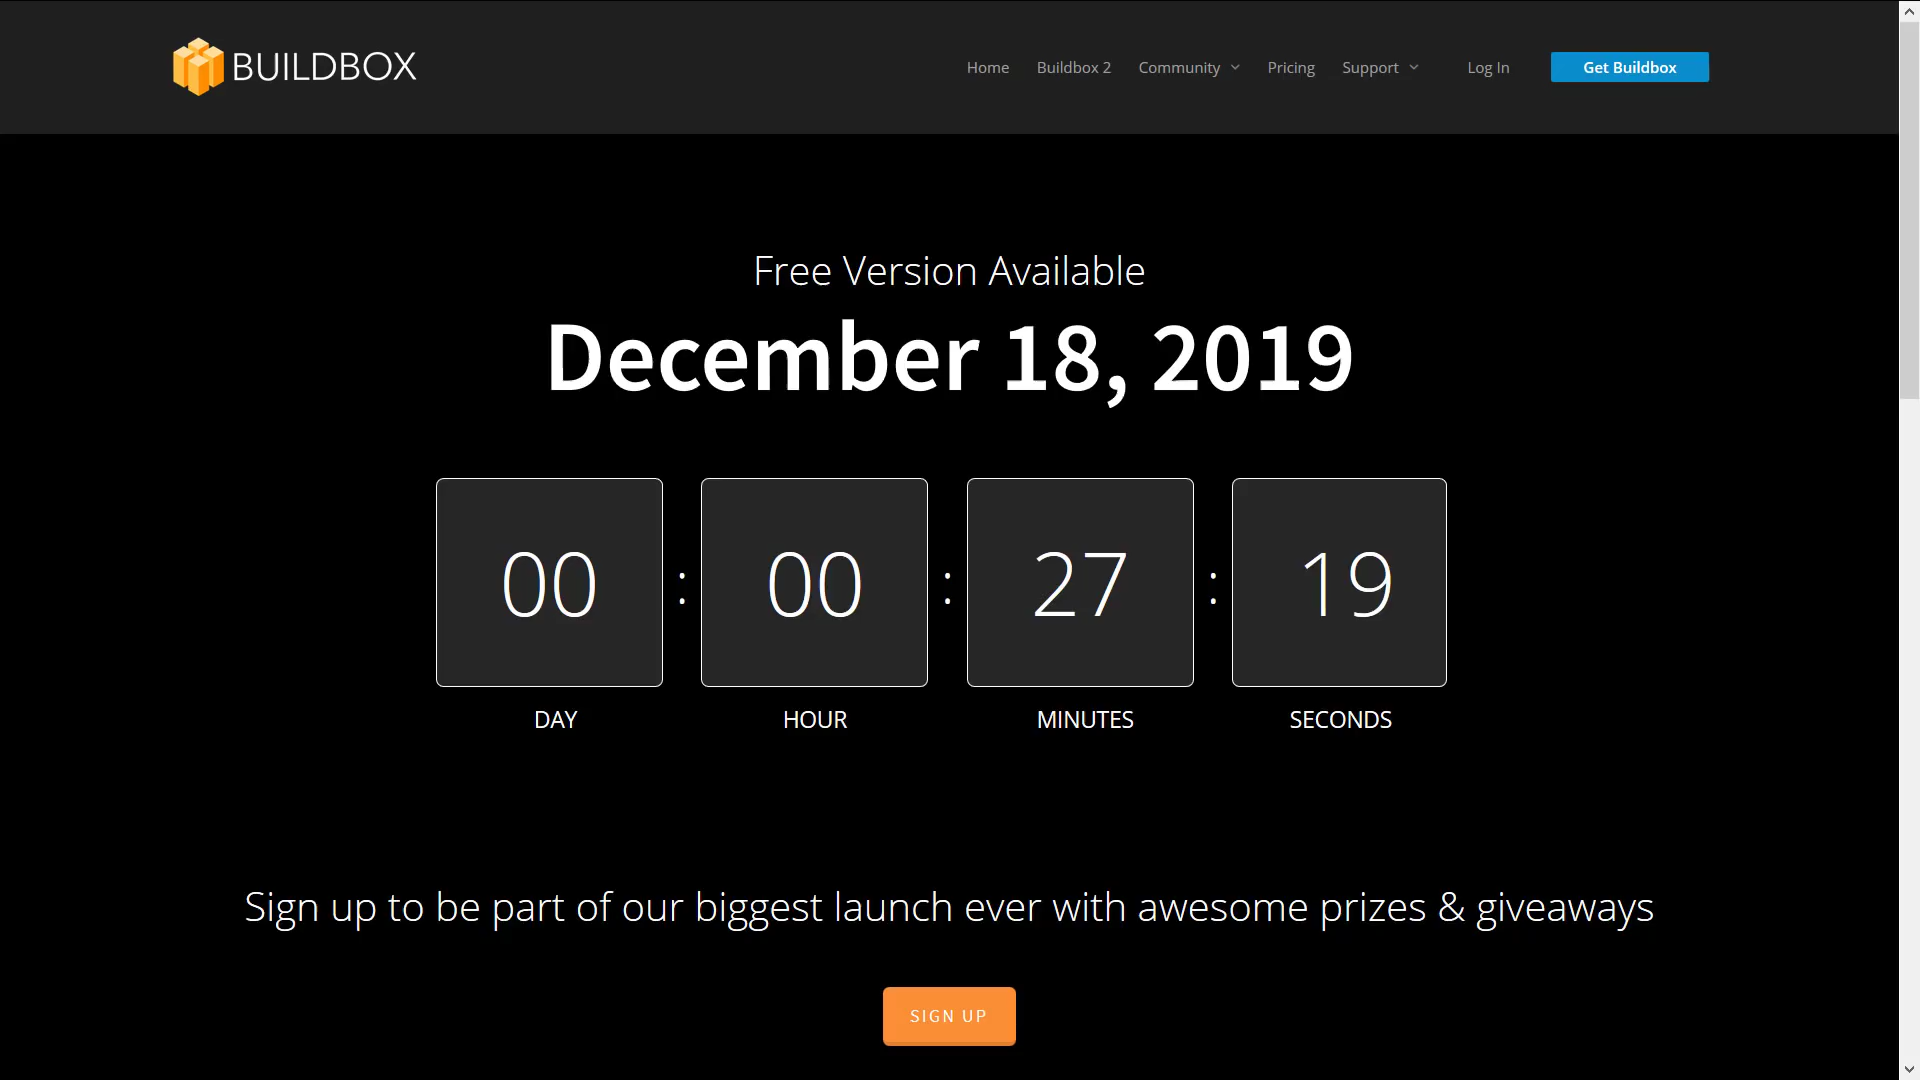 BUILDBOX
Home Buildbox 2 Community Pricing Support Log In Get Buildbox
Free Version Available
December 18, 2019
00 : 00 : 27 : 19
DAY HOUR MINUTES SECONDS
Sign up to be part of our biggest launch ever with awesome prizes & giveaways
SIGN UP